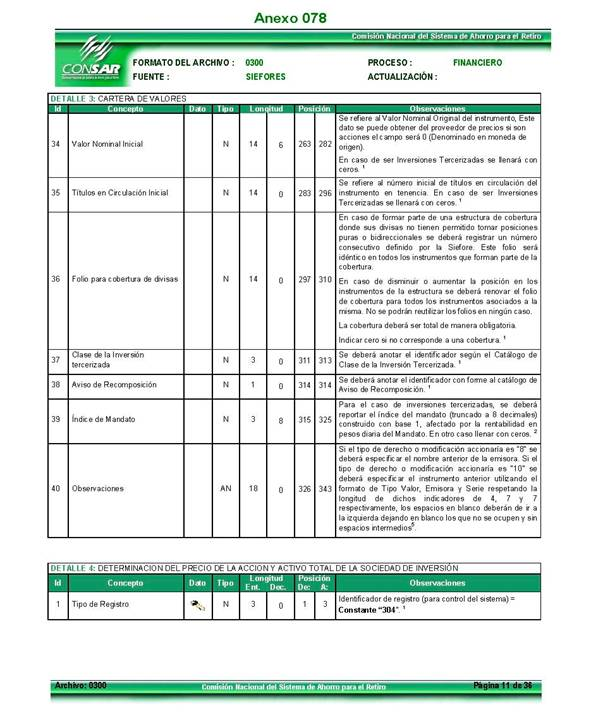 Anexo 078
Comisión Nacional del Sistema de Ahorro para el Retiro
CONSAR
FORMATO DEL ARCHIVO : 0300 PROCESO : FINANCIERO
FUENTE : SIEFORES ACTUALIZACIÓN :
DETALLE 3: CARTERA DE VALORES
Id Concepto Dato Tipo Longitud Posición Observaciones
34 Valor Nominal Inicial N 14 6 263 282
Se refiere al Valor Nominal Original del instrumento, Este
dato se puede obtener del proveedor de precios si son
acciones el campo será 0 (Denominado en moneda de
origen).
En caso de ser Inversiones Tercerizadas se llenará con
ceros. 1
35 Títulos en Circulación Inicial N 14 0 283 296
Se refiere al número inicial de títulos en circulación del
instrumento en tenencia. En caso de ser Inversiones
Tercerizadas se llenará con ceros. 1
36 Folio para cobertura de divisas N 14 0 297 310
En caso de formar parte de una estructura de cobertura
donde sus divisas no tienen permitido tomar posiciones
puras o bidireccionales se deberá registrar un número
consecutivo definido por la Siefore. Este folio será
idéntico en todos los instrumentos que forman parte de la
cobertura.
En caso de disminuir o aumentar la posición en los
instrumentos de la estructura se deberá renovar el folio
de cobertura para todos los instrumentos asociados a la
misma. No se podrán reutilizar los folios en ningún caso.
La cobertura deberá ser total de manera obligatoria.
Indicar cero si no corresponde a una cobertura. 1
37 Clase de la Inversión
tercerizada N 3 0 311 313
Se deberá anotar el identificador según el Catálogo de
Clase de la Inversión Tercerizada. 1
38 Aviso de Recomposición N 1 0 314 314
Se deberá anotar el identificador con forme al catálogo de
Aviso de Recomposición. 1
39 Índice de Mandato N 3 8 315 325
Para el caso de inversiones tercerizadas, se deberá
reportar el índice del mandato (truncado a 8 decimales)
construido con base 1, afectado por la rentabilidad en
pesos diaria del Mandato. En otro caso llenar con ceros. 2
40 Observaciones AN 18 0 326 343
Si el tipo de derecho o modificación accionaría es "8" se
deberá especificar el nombre anterior de la emisora. Si el
tipo de derecho o modificación accionaría es "10" se
deberá especificar el instrumento anterior utilizando el
formato de Tipo Valor, Emisora y Serie respetando la
longitud de dichos indicadores de 4, 7 y 7
respectivamente, los espacios en blanco deberán de ir a
la izquierda dejando en blanco los que no se ocupen y sin
espacios intermedios5.
DETALLE 4: DETERMINACION DEL PRECIO DE LA ACCION Y ACTIVO TOTAL DE LA SOCIEDAD DE INVERSIÓN
Id Concepto Dato Tipo Longitud Ent. Dec. Posición De: A: Observaciones
1 Tipo de Registro N 3 0 1 3
Identificador de registro (para control del sistema) =
Constante "304". 1
Archivo: 0300 Comisión Nacional del Sistema de Ahorro para el Retiro Página 11 de 36